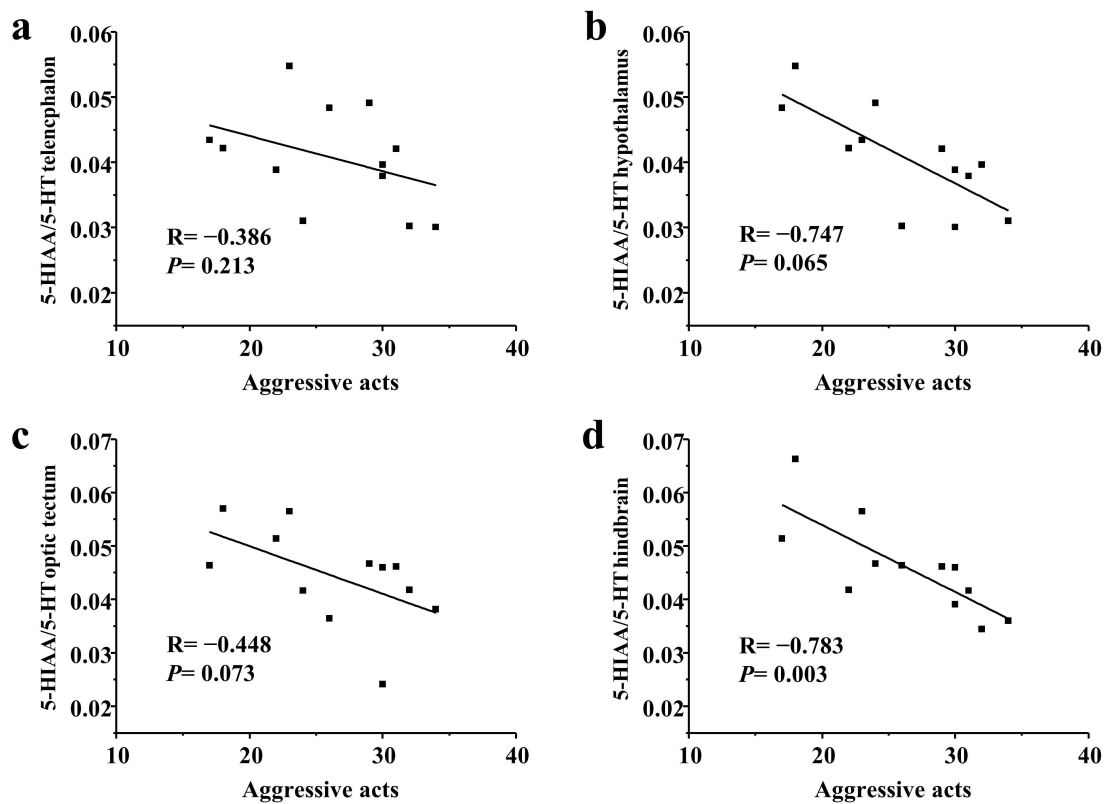 a
0.06
0.05
0.04
0.03
0.02
5-HIAA/5-HT telencphalon
R= −0.386
P= 0.213
10 20 30 40
Aggressive acts
b
0.06
0.05
0.04
0.03
0.02
5-HIAA/5-HT hypothalamus
R= −0.747
P= 0.065
10 20 30 40
Aggressive acts
c
0.07
0.06
0.05
0.04
0.03
0.02
5-HIAA/5-HT optic tectum
R= −0.448
P= 0.073
10 20 30 40
Aggressive acts
d
0.07
0.06
0.05
0.04
0.03
0.02
5-HIAA/5-HT hindbrain
R= −0.783
P= 0.003
10 20 30 40
Aggressive acts